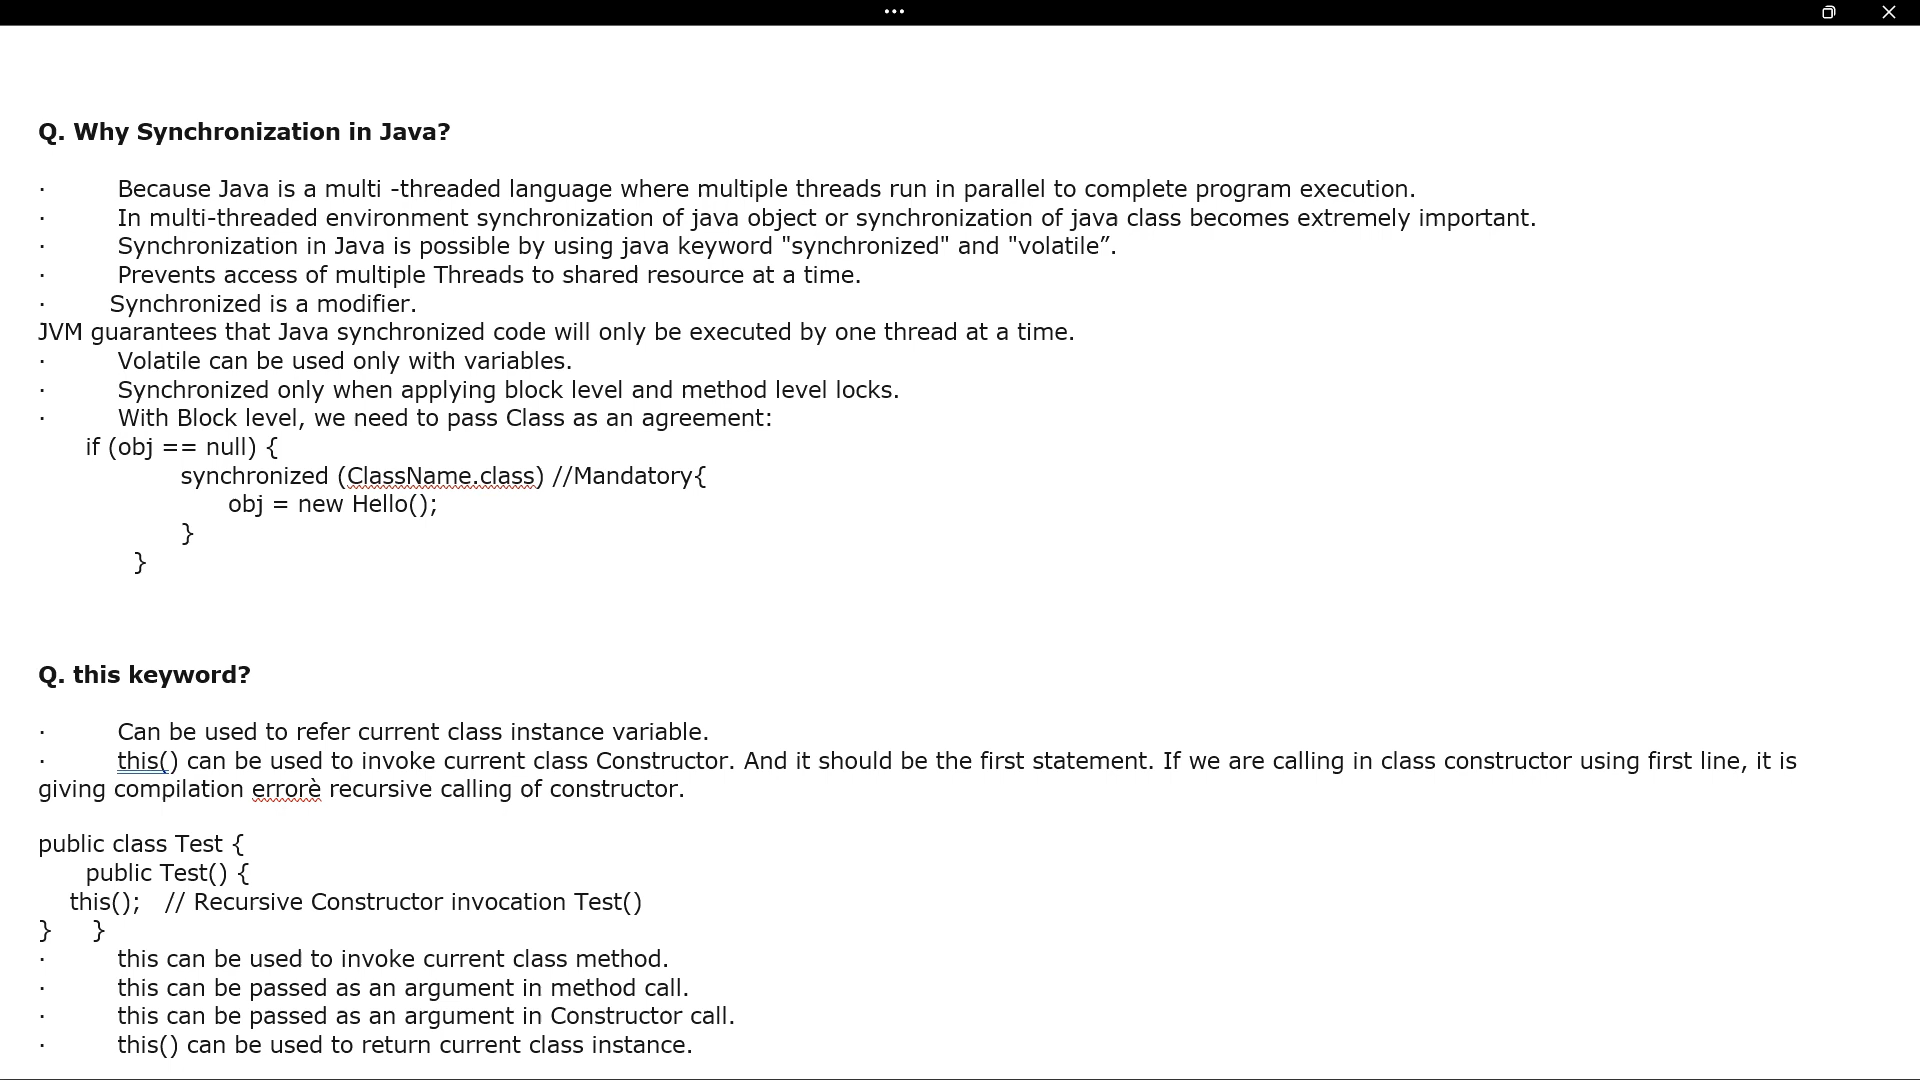 Q. Why Synchronization in Java?
· Because Java is a multi -threaded language where multiple threads run in parallel to complete program execution.
· In multi-threaded environment synchronization of java object or synchronization of java class becomes extremely important.
· Synchronization in Java is possible by using java keyword "synchronized" and "volatile”.
· Prevents access of multiple Threads to shared resource at a time.
· Synchronized is a modifier.
JVM guarantees that Java synchronized code will only be executed by one thread at a time.
· Volatile can be used only with variables.
· Synchronized only when applying block level and method level locks.
· With Block level, we need to pass Class as an agreement:
if (obj == null) {
synchronized (ClassName.class) //Mandatory{
obj = new Hello();
}
}
Q. this keyword?
· Can be used to refer current class instance variable.
· this() can be used to invoke current class Constructor. And it should be the first statement. If we are calling in class constructor using first line, it is
giving compilation errorè recursive calling of constructor.
public class Test {
public Test() {
this(); // Recursive Constructor invocation Test()
} }
· this can be used to invoke current class method.
· this can be passed as an argument in method call.
· this can be passed as an argument in Constructor call.
· this() can be used to return current class instance.